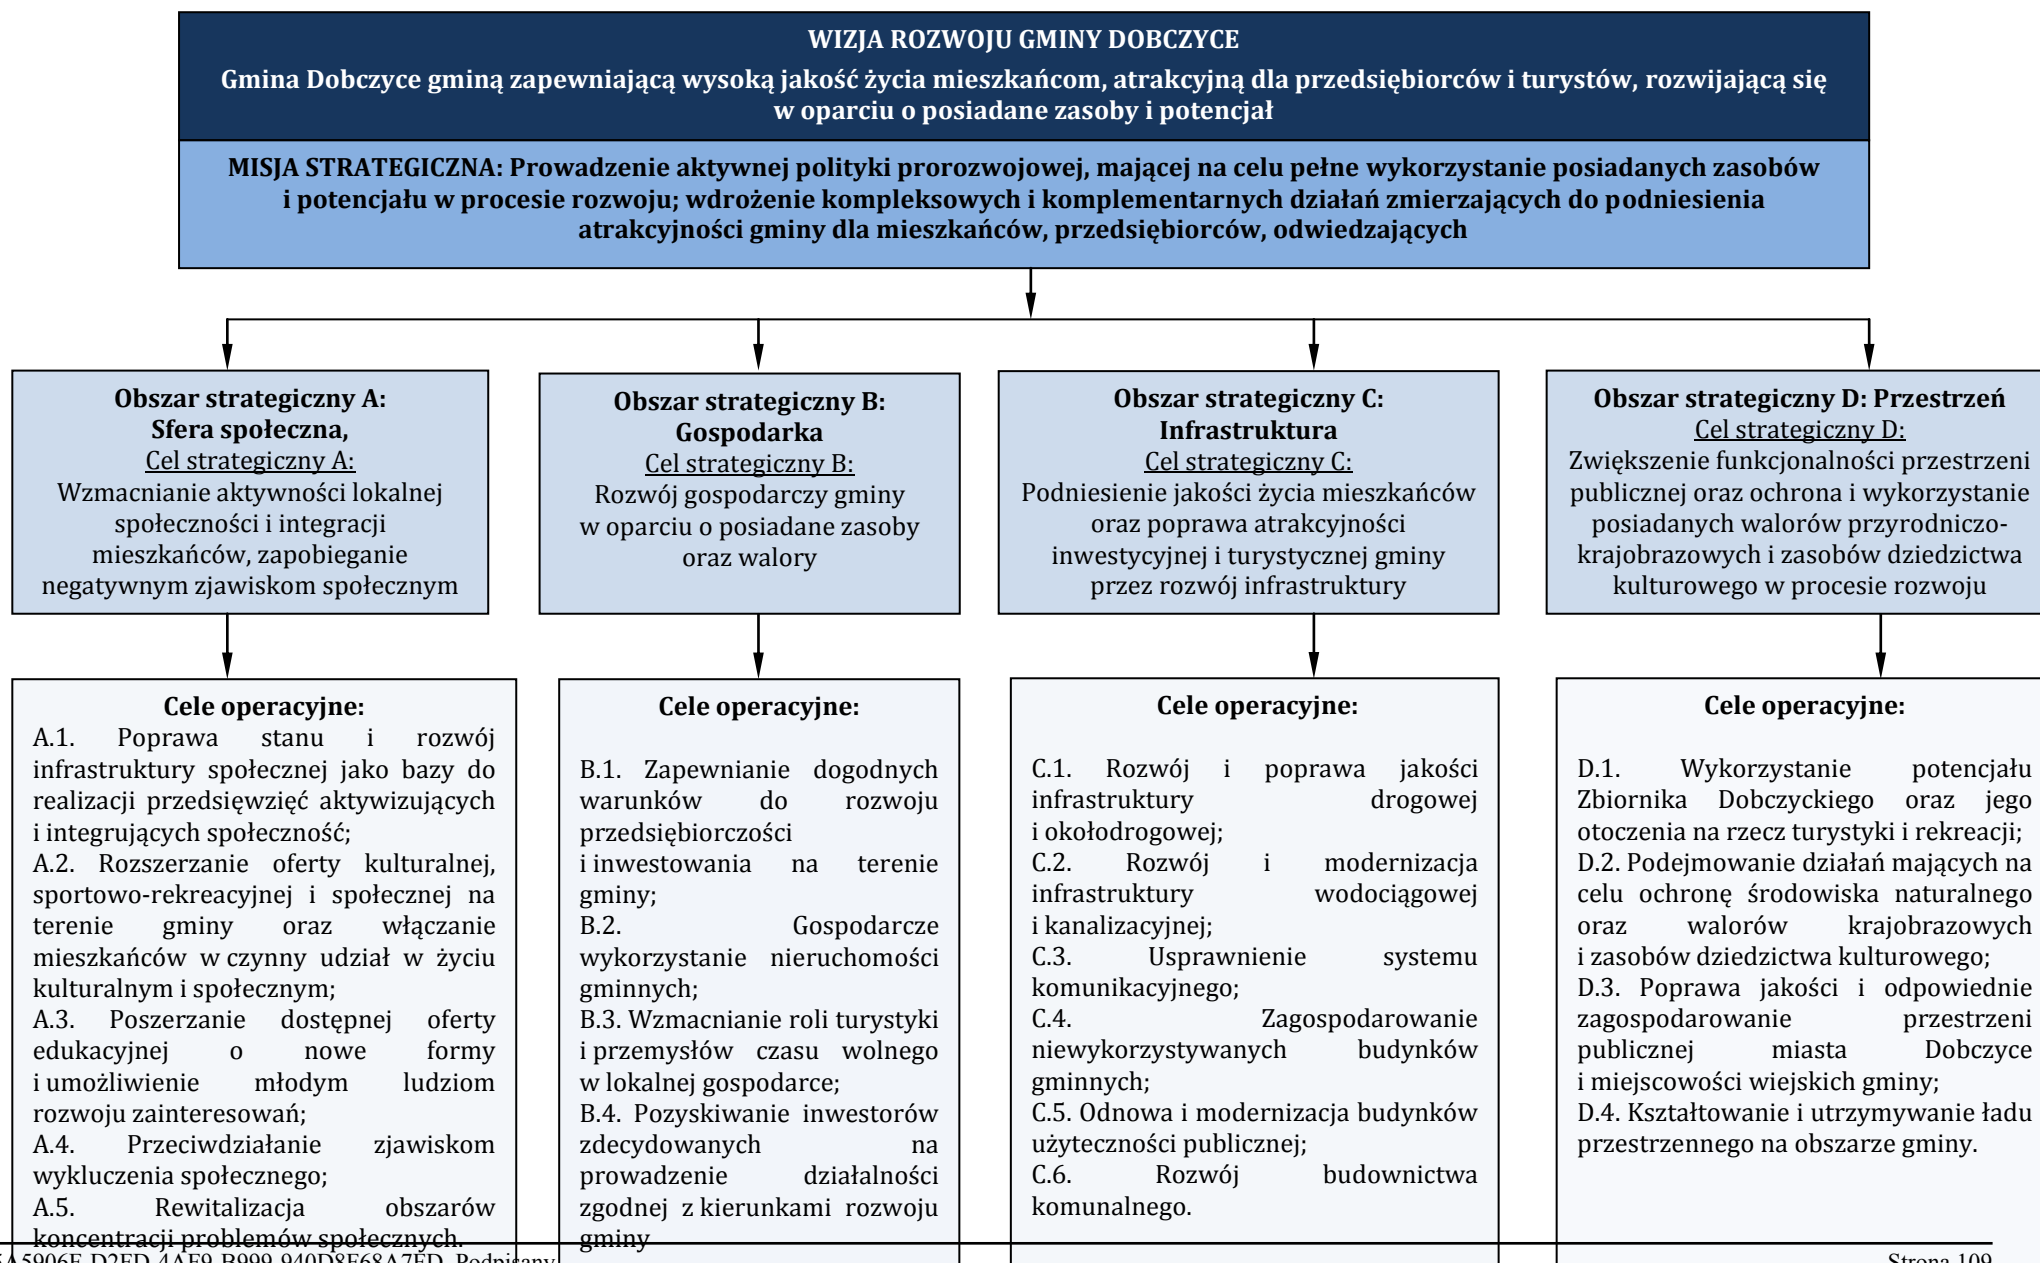 WIZJA ROZWOJU GMINY DOBCZYCE
Gmina Dobczyce gminą zapewniającą wysoką jakość życia mieszkańcom, atrakcyjną dla przedsiębiorców i turystów, rozwijającą się
w oparciu o posiadane zasoby i potencjał
MISJA STRATEGICZNA: Prowadzenie aktywnej polityki prorozwojowej, mającej na celu pełne wykorzystanie posiadanych zasobów
i potencjału w procesie rozwoju; wdrożenie kompleksowych i komplementarnych działań zmierzających do podniesienia
atrakcyjności gminy dla mieszkańców, przedsiębiorców, odwiedzających
Obszar strategiczny A:
Sfera społeczna,
Cel strategiczny A:
Wzmacnianie aktywności lokalnej
społeczności i integracji
mieszkańców, zapobieganie
negatywnym zjawiskom społecznym
Obszar strategiczny B:
Gospodarka
Cel strategiczny B:
Rozwój gospodarczy gminy
w oparciu o posiadane zasoby
oraz walory
Obszar strategiczny C:
Infrastruktura
Cel strategiczny C:
Podniesienie jakości życia mieszkańców
oraz poprawa atrakcyjności
inwestycyjnej i turystycznej gminy
przez rozwój infrastruktury
Obszar strategiczny D: Przestrzeń
Cel strategiczny D:
Zwiększenie funkcjonalności przestrzeni
publicznej oraz ochrona i wykorzystanie
posiadanych walorów przyrodniczo-
krajobrazowych i zasobów dziedzictwa
kulturowego w procesie rozwoju
Cele operacyjne:
A.1. Poprawa stanu i rozwój
infrastruktury społecznej jako bazy do
realizacji przedsięwzięć aktywizujących
i integrujących społeczność;
A.2. Rozszerzanie oferty kulturalnej,
sportowo-rekreacyjnej i społecznej na
terenie gminy oraz włączanie
mieszkańców w czynny udział w życiu
kulturalnym i społecznym;
A.3. Poszerzanie dostępnej oferty
edukacyjnej o nowe formy
i umożliwienie młodym ludziom
rozwoju zainteresowań;
A.4. Przeciwdziałanie zjawiskom
wykluczenia społecznego;
A.5. Rewitalizacja obszarów
koncentracji problemów społecznych.
Cele operacyjne:
B.1. Zapewnianie dogodnych
warunków do rozwoju
przedsiębiorczości
i inwestowania na terenie
gminy;
B.2. Gospodarcze
wykorzystanie nieruchomości
gminnych;
B.3. Wzmacnianie roli turystyki
i przemysłów czasu wolnego
w lokalnej gospodarce;
B.4. Pozyskiwanie inwestorów
zdecydowanych na
prowadzenie działalności
zgodnej z kierunkami rozwoju
gminy
Cele operacyjne:
C.1. Rozwój i poprawa jakości
infrastruktury drogowej
i okołodrogowej;
C.2. Rozwój i modernizacja
infrastruktury wodociągowej
i kanalizacyjnej;
C.3. Usprawnienie systemu
komunikacyjnego;
C.4. Zagospodarowanie
niewykorzystywanych budynków
gminnych;
C.5. Odnowa i modernizacja budynków
użyteczności publicznej;
C.6. Rozwój budownictwa
komunalnego.
Cele operacyjne:
D.1. Wykorzystanie potencjału
Zbiornika Dobczyckiego oraz jego
otoczenia na rzecz turystyki i rekreacji;
D.2. Podejmowanie działań mających na
celu ochronę środowiska naturalnego
oraz walorów krajobrazowych
i zasobów dziedzictwa kulturowego;
D.3. Poprawa jakości i odpowiednie
zagospodarowanie przestrzeni
publicznej miasta Dobczyce
i miejscowości wiejskich gminy;
D.4. Kształtowanie i utrzymywanie ładu
przestrzennego na obszarze gminy.
Podpisany
Strona 109